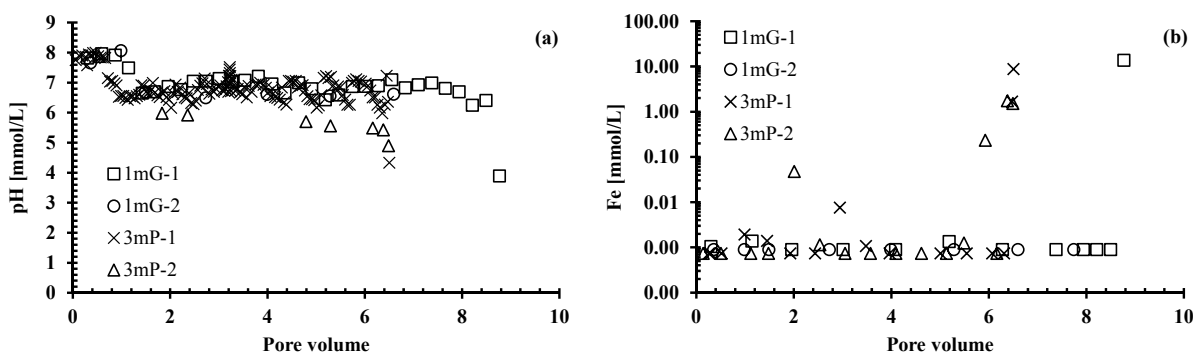 (a)
pH [mmol/L]
9
8
7
6
5
4
3
2
1
0
1mG-1
1mG-2
3mP-1
3mP-2
0 2 4 6 8 10
Pore volume
(b)
Fe [mmol/L]
100.00
10.00
1.00
0.10
0.00
0.00
1mG-1
1mG-2
3mP-1
3mP-2
0 2 4 6 8 10
Pore volume